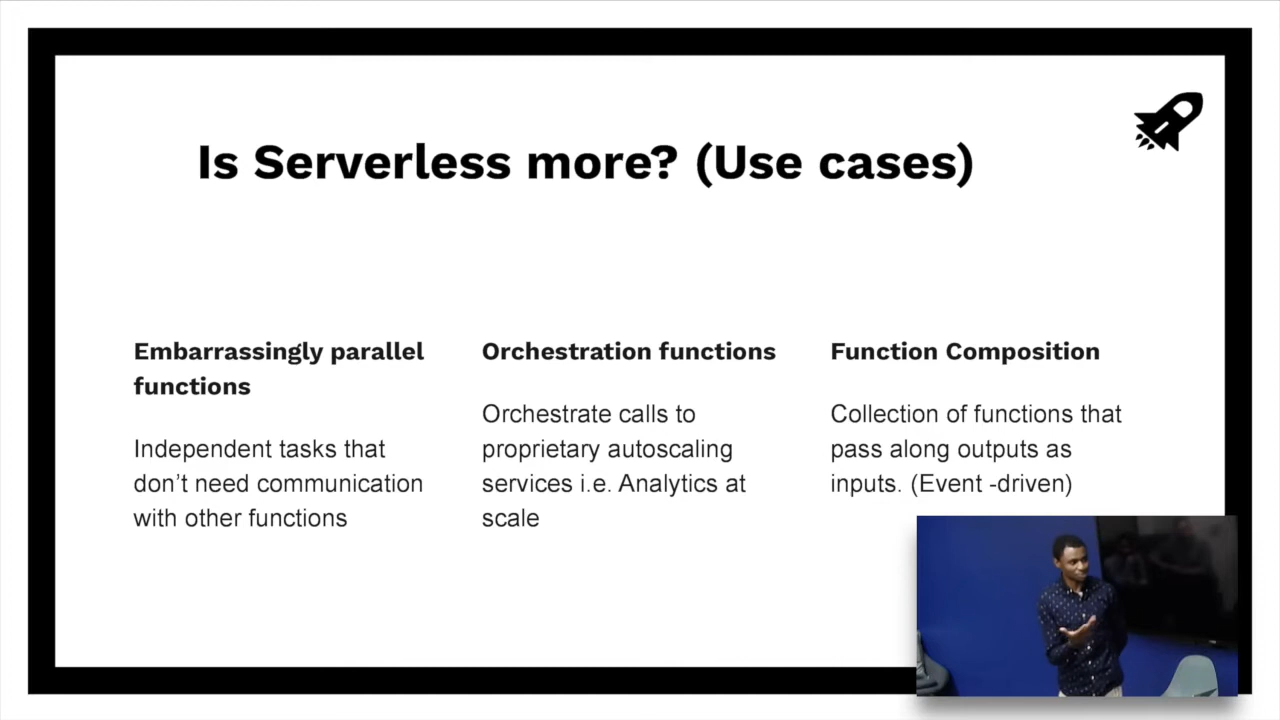 Is Serverless more? (Use cases)
Embarrassingly parallel
functions
Independent tasks that
don’t need communication
with other functions
Orchestration functions
Orchestrate calls to
proprietary autoscaling
services i.e. Analytics at
scale
Function Composition
Collection of functions that
pass along outputs as
inputs. (Event -driven)